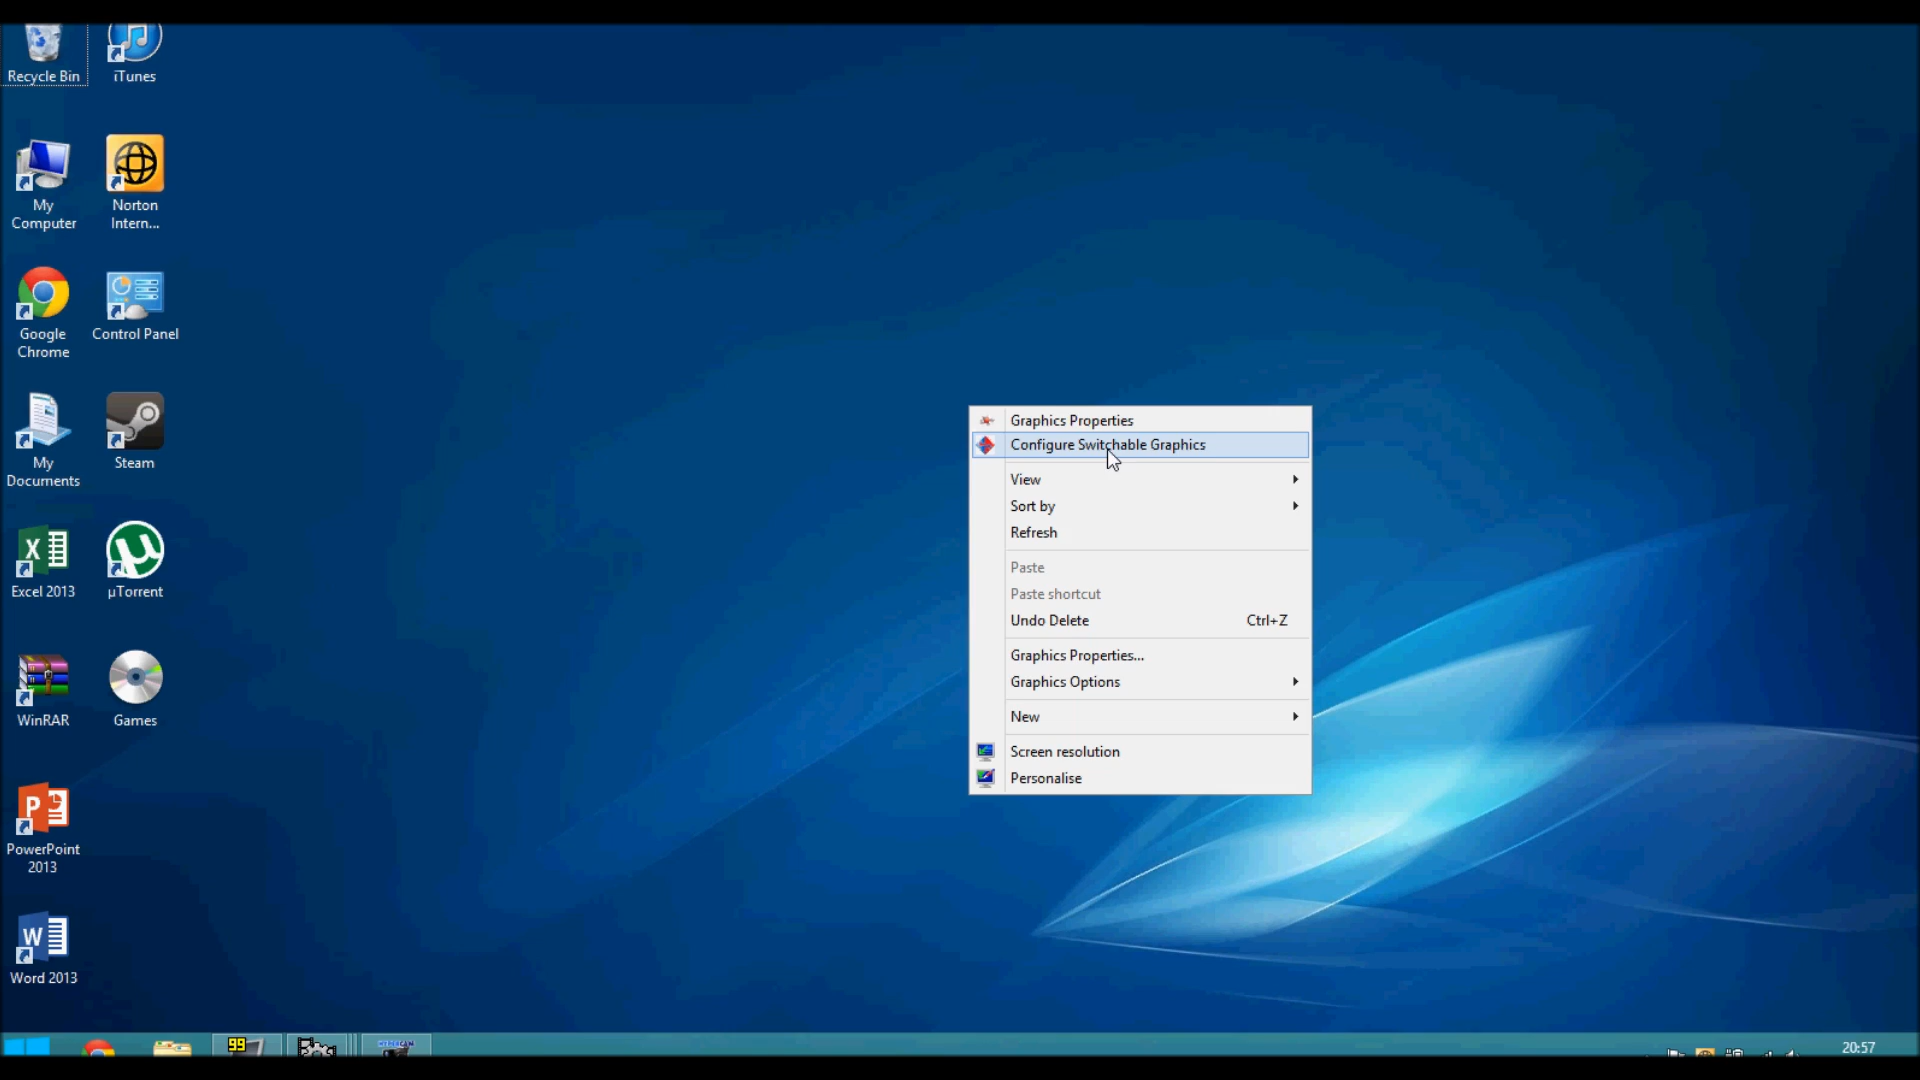 Recycle Bin
iTunes
My
Computer
Norton
Intern...
Google
Chrome
Control Panel
My
Documents
Steam
Excel 2013
µTorrent
WinRAR
Games
PowerPoint
2013
Word 2013
Graphics Properties
Configure Switchable Graphics
View
Sort by
Refresh
Paste
Paste shortcut
Undo Delete Ctrl+Z
Graphics Properties...
Graphics Options
New
Screen resolution
Personalise
99
HYPERCAM
20:57